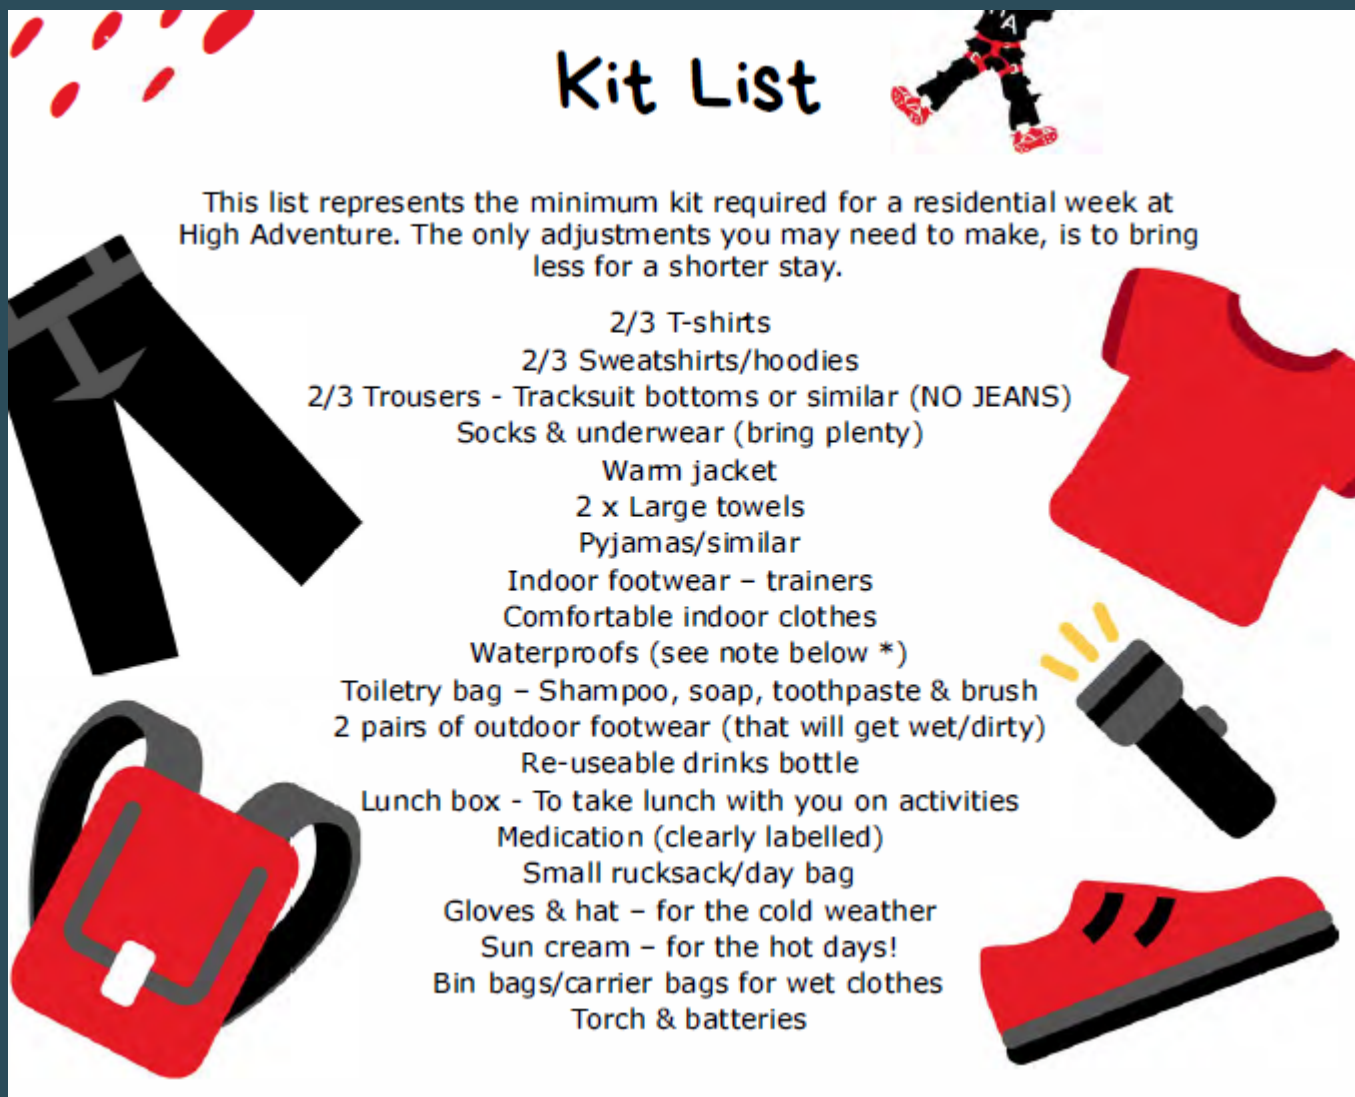 Kit List
A
This list represents the minimum kit required for a residential week at
High Adventure. The only adjustments you may need to make, is to bring
less for a shorter stay.
2/3 T-shirts
2/3 Sweatshirts/hoodies
2/3 Trousers - Tracksuit bottoms or similar (NO JEANS)
Socks & underwear (bring plenty)
Warm jacket
2 x Large towels
Pyjamas/similar
Indoor footwear – trainers
Comfortable indoor clothes
Waterproofs (see note below *)
Toiletry bag – Shampoo, soap, toothpaste & brush
2 pairs of outdoor footwear (that will get wet/dirty)
Re-useable drinks bottle
Lunch box - To take lunch with you on activities
Medication (clearly labelled)
Small rucksack/day bag
Gloves & hat – for the cold weather
Sun cream – for the hot days!
Bin bags/carrier bags for wet clothes
Torch & batteries